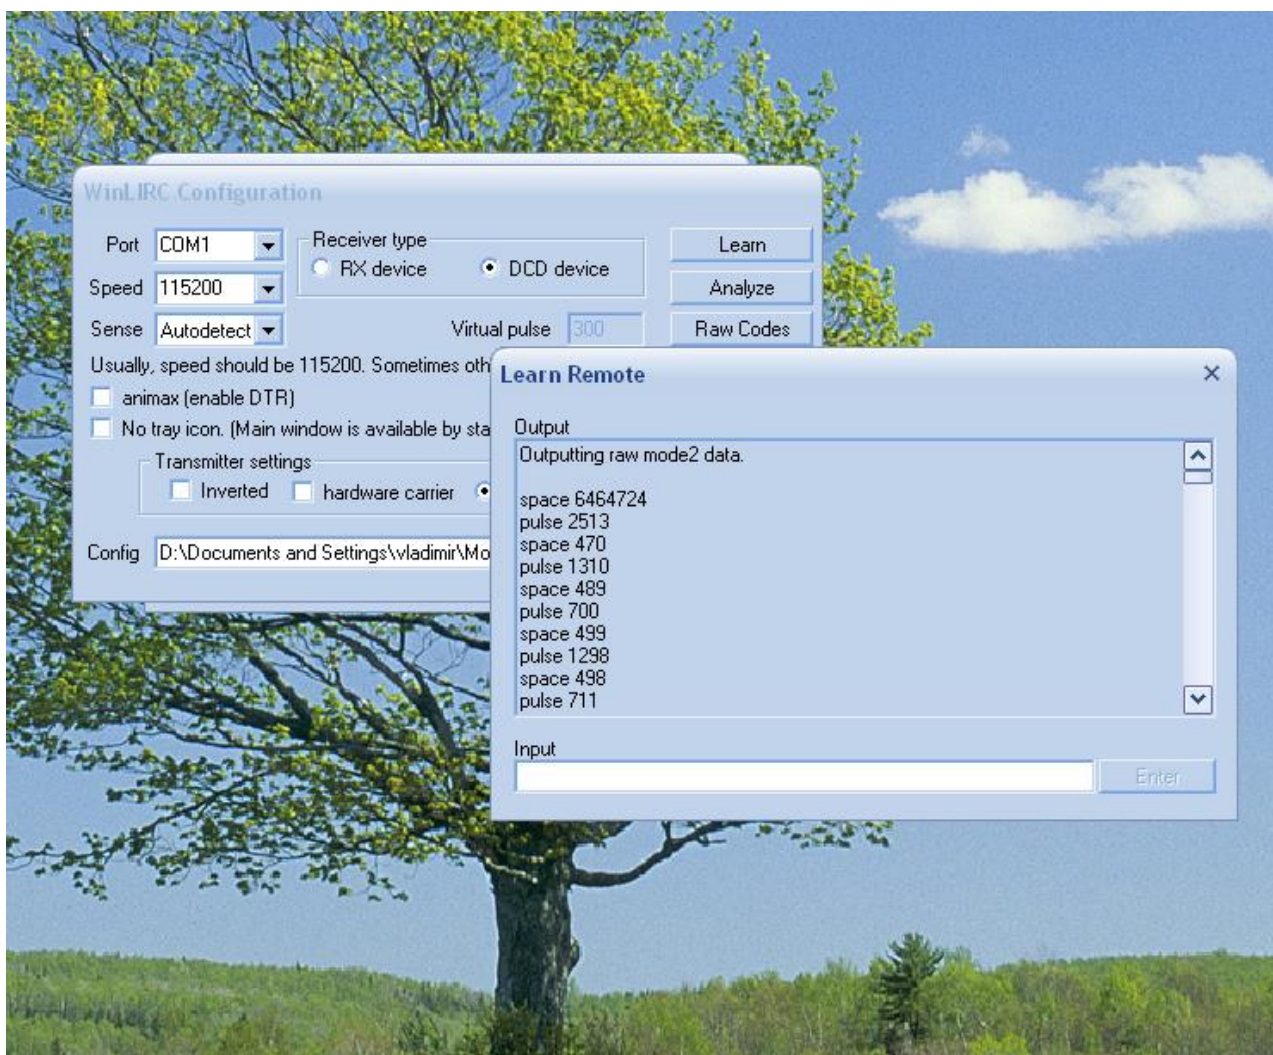 WinLIRC Configuration
Port COM1
Receiver type
RX device DCD device
Learn
Speed 115200
Analyze
Sense Autodetect
Virtual pulse 300
Raw Codes
Usually, speed should be 115200. Sometimes oth
animax (enable DTR)
No tray icon. (Main window is available by sta
Transmitter settings
Inverted hardware carrier
Config D:\Documents and Settings\vladimir\Mo
Learn Remote
Output
Outputting raw mode2 data.
space 6464724
pulse 2513
space 470
pulse 1310
space 489
pulse 700
space 499
pulse 1298
space 498
pulse 711
Input
Enter